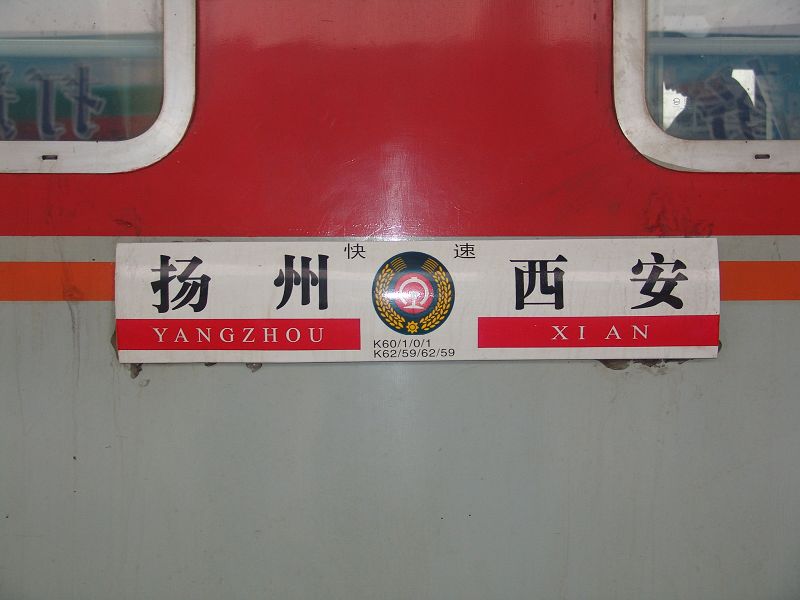 快 速
扬 州 西 安
YANGZHOU XI AN
K60/1/0/1
K62/59/62/59